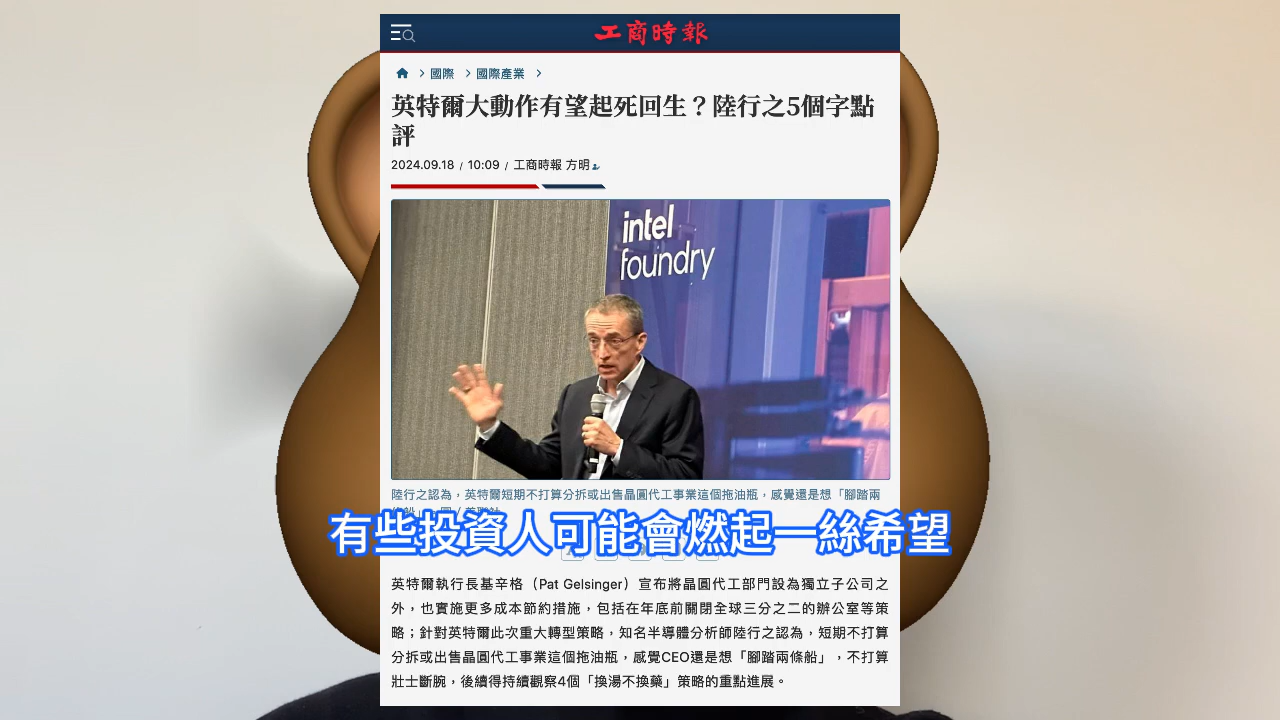 工商時報
國際 國際產業
英特爾大動作有望起死回生？陸行之5個字點
評
2024.09.18 / 10:09 / 工商時報 方明
intel
foundry
陸行之認為，英特爾短期不打算分拆或出售晶圓代工事業這個拖油瓶，感覺還是想「腳踏兩
有些投資人可能會燃起一絲希望
英特爾執行長基辛格（Pat Gelsinger）宣布將晶圓代工部門設為獨立子公司之
外，也實施更多成本節約措施，包括在年底前關閉全球三分之二的辦公室等策
略；針對英特爾此次重大轉型策略，知名半導體分析師陸行之認為，短期不打算
分拆或出售晶圓代工事業這個拖油瓶，感覺CEO還是想「腳踏兩條船」，不打算
壯士斷腕，後續得持續觀察4個「換湯不換藥」策略的重點進展。